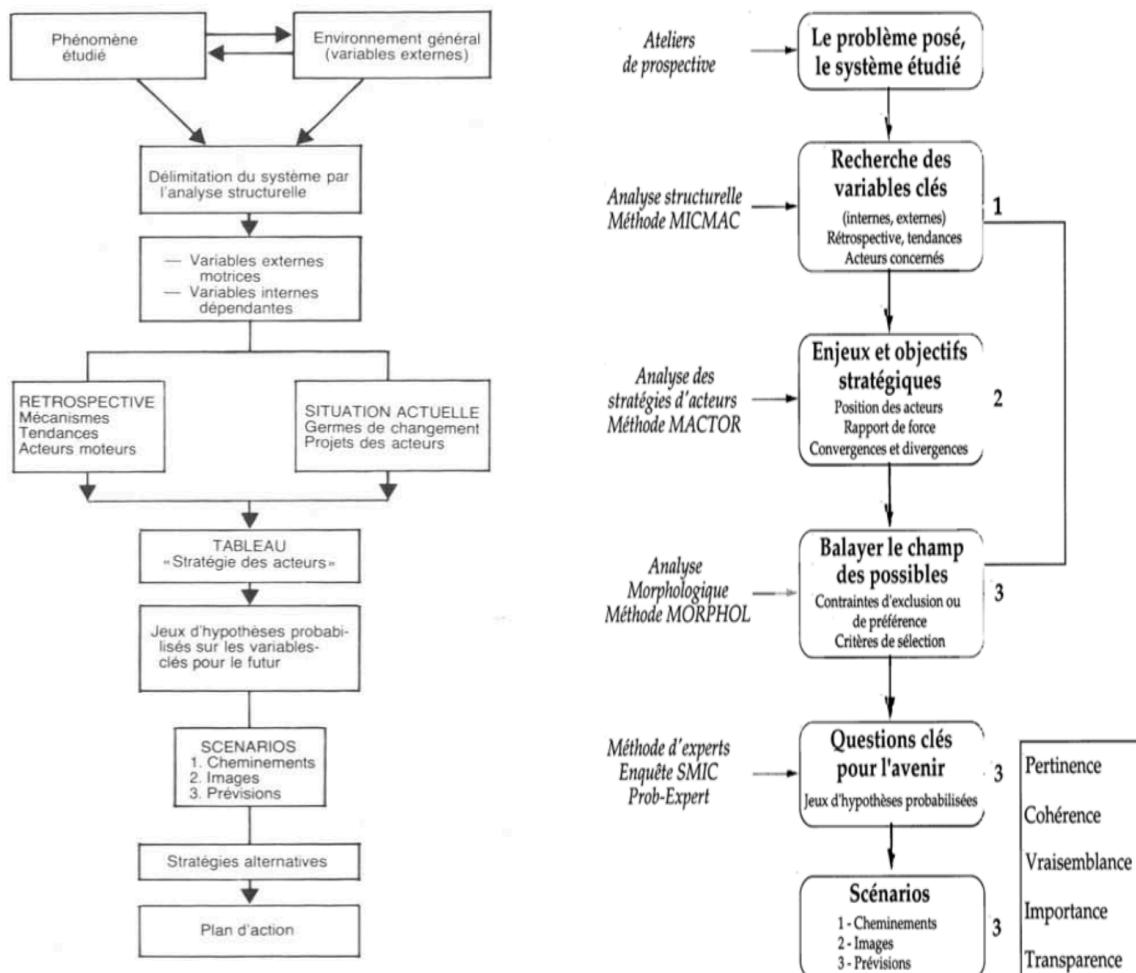 Phénomène
étudié
Environnement général
(variables externes)
Délimitation du système par
l'analyse structurelle
— Variables externes
motrices
— Variables internes
dépendantes
RETROSPECTIVE
Mécanismes
Tendances
Acteurs moteurs
SITUATION ACTUELLE
Germes de changement
Projets des acteurs
TABLEAU
«Stratégie des acteurs»
Jeux d'hypothèses probabi-
lisés sur les variables-
clés pour le futur
SCENARIOS
1. Cheminements
2. Images
3. Prévisions
Stratégies alternatives
Plan d'action
Ateliers
de prospective
Le problème posé,
le système étudié
Analyse structurelle
Méthode MICMAC
Recherche des
variables clés
(internes, externes)
Rétrospective, tendances
Acteurs concernés
1
Analyse des
stratégies d'acteurs
Méthode MACTOR
Enjeux et objectifs
stratégiques
Position des acteurs
Rapport de force
Convergences et divergences
2
Analyse
Morphologique
Méthode MORPHOL
Balayer le champ
des possibles
Contraintes d'exclusion ou
de préférence
Critères de sélection
3
Méthode d'experts
Enquête SMIC
Prob-Expert
Questions clés
pour l'avenir
Jeux d'hypothèses probabilisées
3
Scénarios
1 - Cheminements
2 - Images
3 - Prévisions
3
Pertinence
Cohérence
Vraisemblance
Importance
Transparence